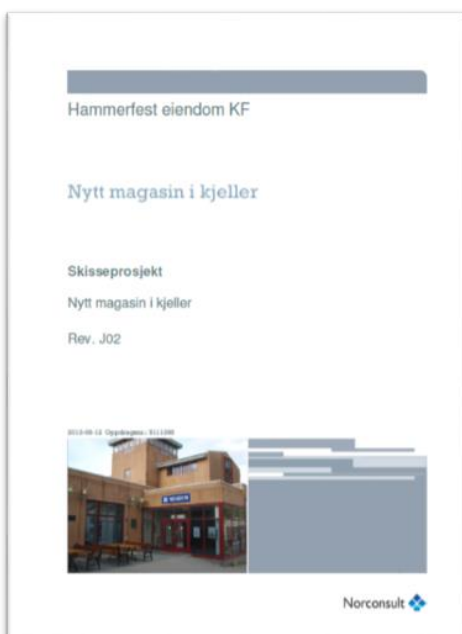 Hammerfest eiendom KF
Nytt magasin i kjeller
Skisseprosjekt
Nytt magasin i kjeller
Rev. J02
Norconsult